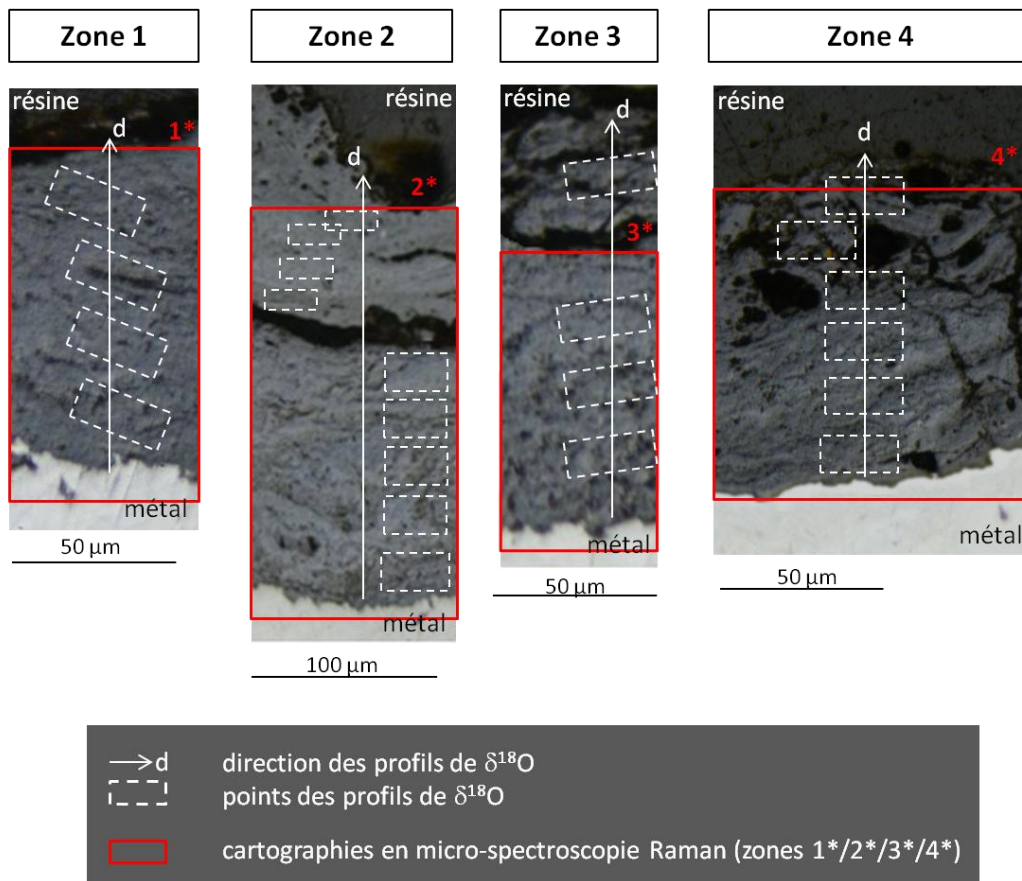 Zone 1
Zone 2
Zone 3
Zone 4
résine
d
1*
métal
50 µm
résine
d
2*
métal
100 µm
résine
d
3*
métal
50 µm
résine
d
4*
métal
50 µm
d direction des profils de δ¹⁸O
points des profils de δ¹⁸O
cartographies en micro-spectroscopie Raman (zones 1*/2*/3*/4*)